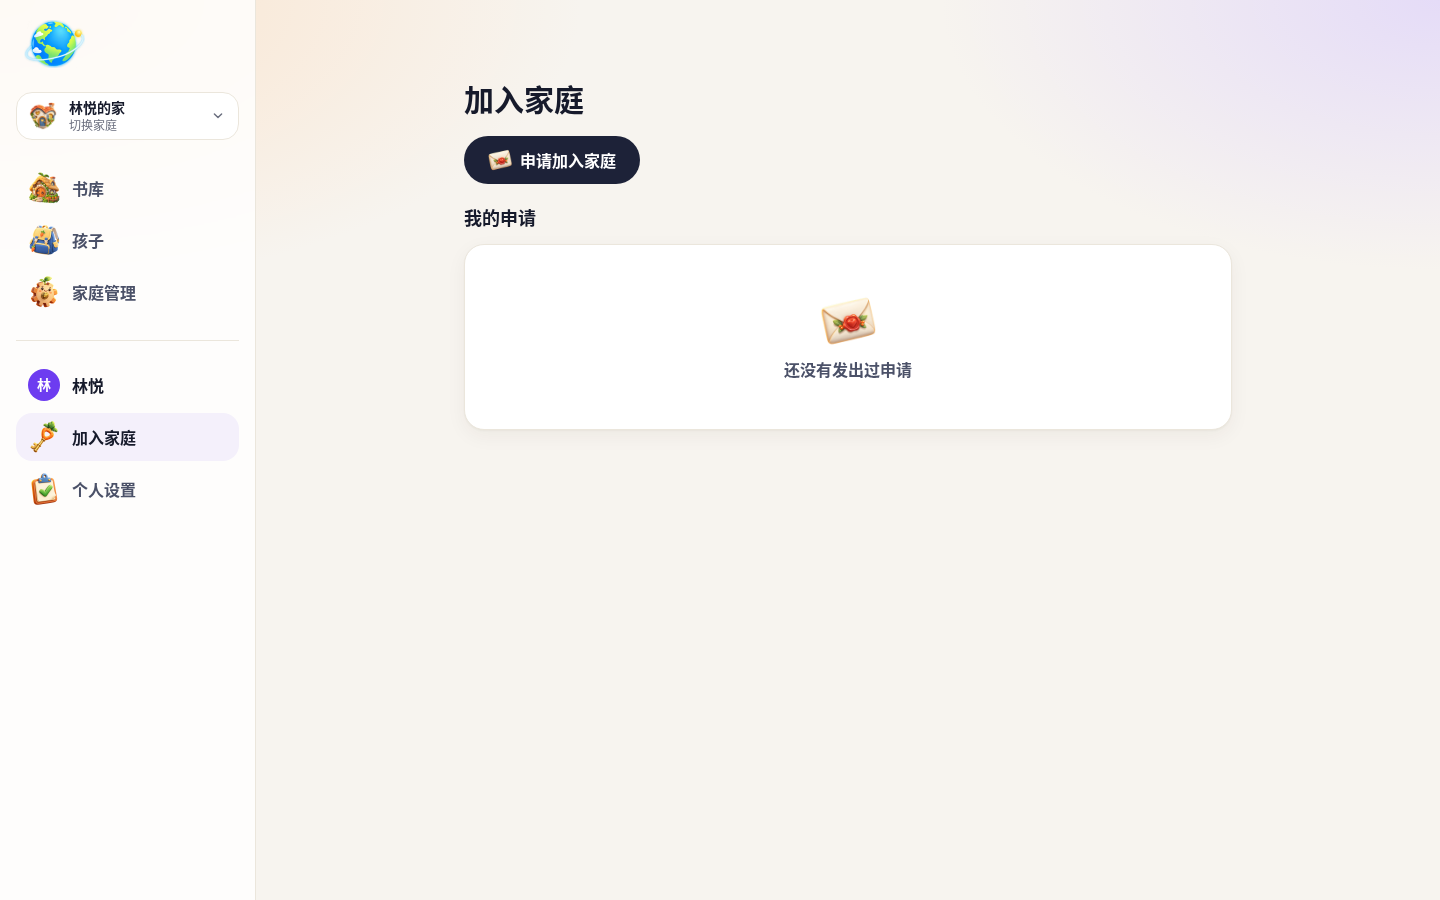 林悦的家
切换家庭
书库
孩子
家庭管理
林 林悦
加入家庭
个人设置
加入家庭
申请加入家庭
我的申请
还没有发出过申请